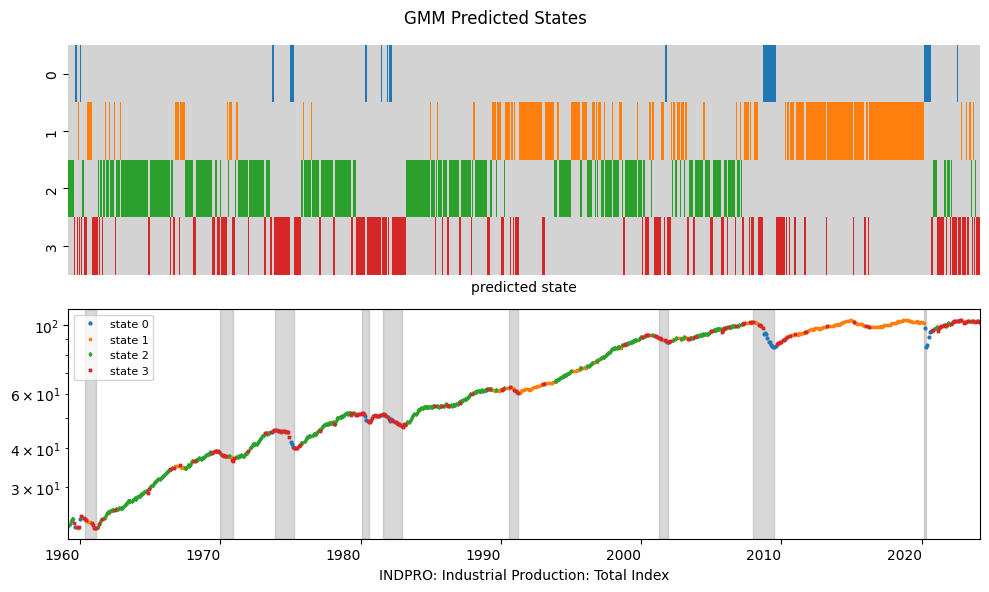 GMM Predicted States
0
1
2
3
predicted state
10²
6 × 10¹
4 × 10¹
3 × 10¹
state 0
state 1
state 2
state 3
1960 1970 1980 1990 2000 2010 2020
INDPRO: Industrial Production: Total Index